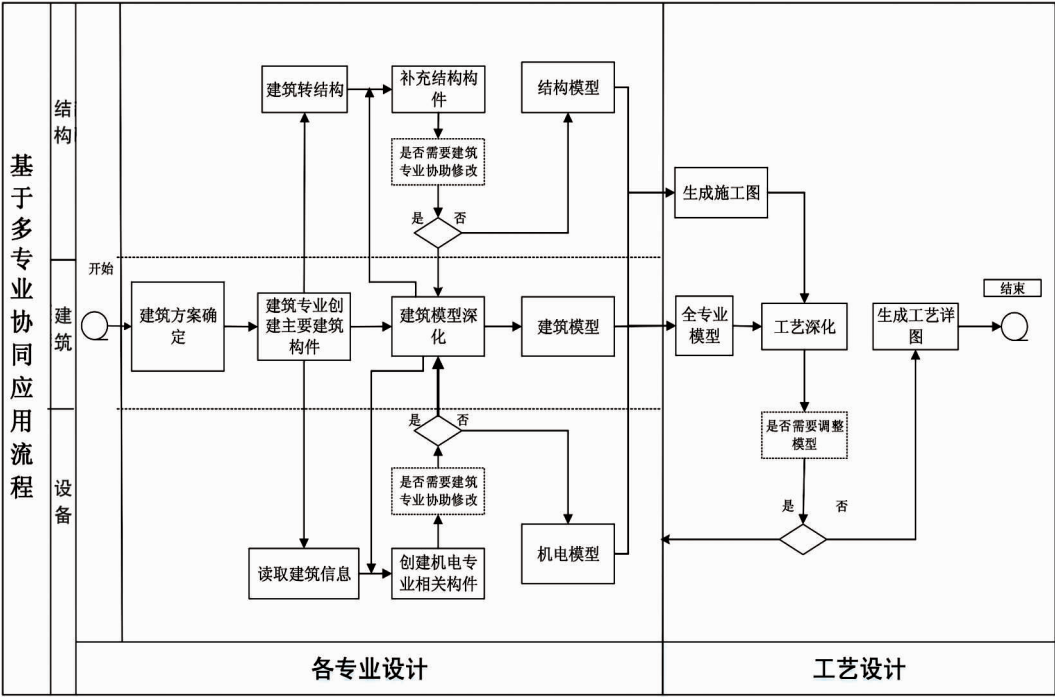 基于多专业协同应用流程
结构
建筑
设备
建筑转结构
补充结构构
件
结构模型
是否需要建筑
专业协助修改
是
否
生成施工图
开始
建筑方案确
定
建筑专业创
建主要建筑
构件
建筑模型深
化
建筑模型
全专业
模型
工艺深化
生成工艺详
图
结束
是
否
是否需要调整
模型
是否需要建筑
专业协助修改
是
否
读取建筑信息
创建机电专
业相关构件
机电模型
各专业设计
工艺设计